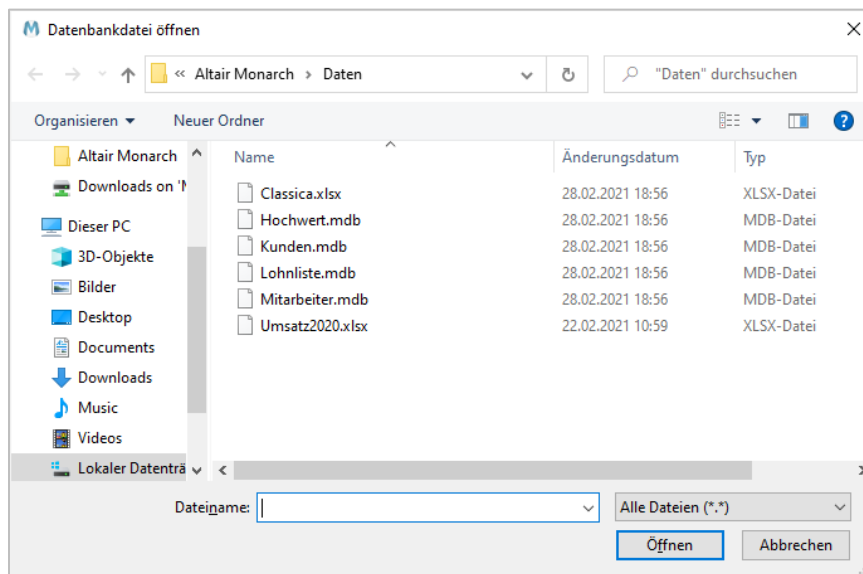 Datenbankdatei öffnen
« Altair Monarch › Daten
"Daten" durchsuchen
Organisieren Neuer Ordner
Altair Monarch
Downloads on 'M
Dieser PC
3D-Objekte
Bilder
Desktop
Documents
Downloads
Music
Videos
Lokaler Datenträ
Name Änderungsdatum Typ
Classica.xlsx 28.02.2021 18:56 XLSX-Datei
Hochwert.mdb 28.02.2021 18:56 MDB-Datei
Kunden.mdb 28.02.2021 18:56 MDB-Datei
Lohnliste.mdb 28.02.2021 18:56 MDB-Datei
Mitarbeiter.mdb 28.02.2021 18:56 MDB-Datei
Umsatz2020.xlsx 22.02.2021 10:59 XLSX-Datei
Dateiname:
Alle Dateien (*.*)
Öffnen Abbrechen